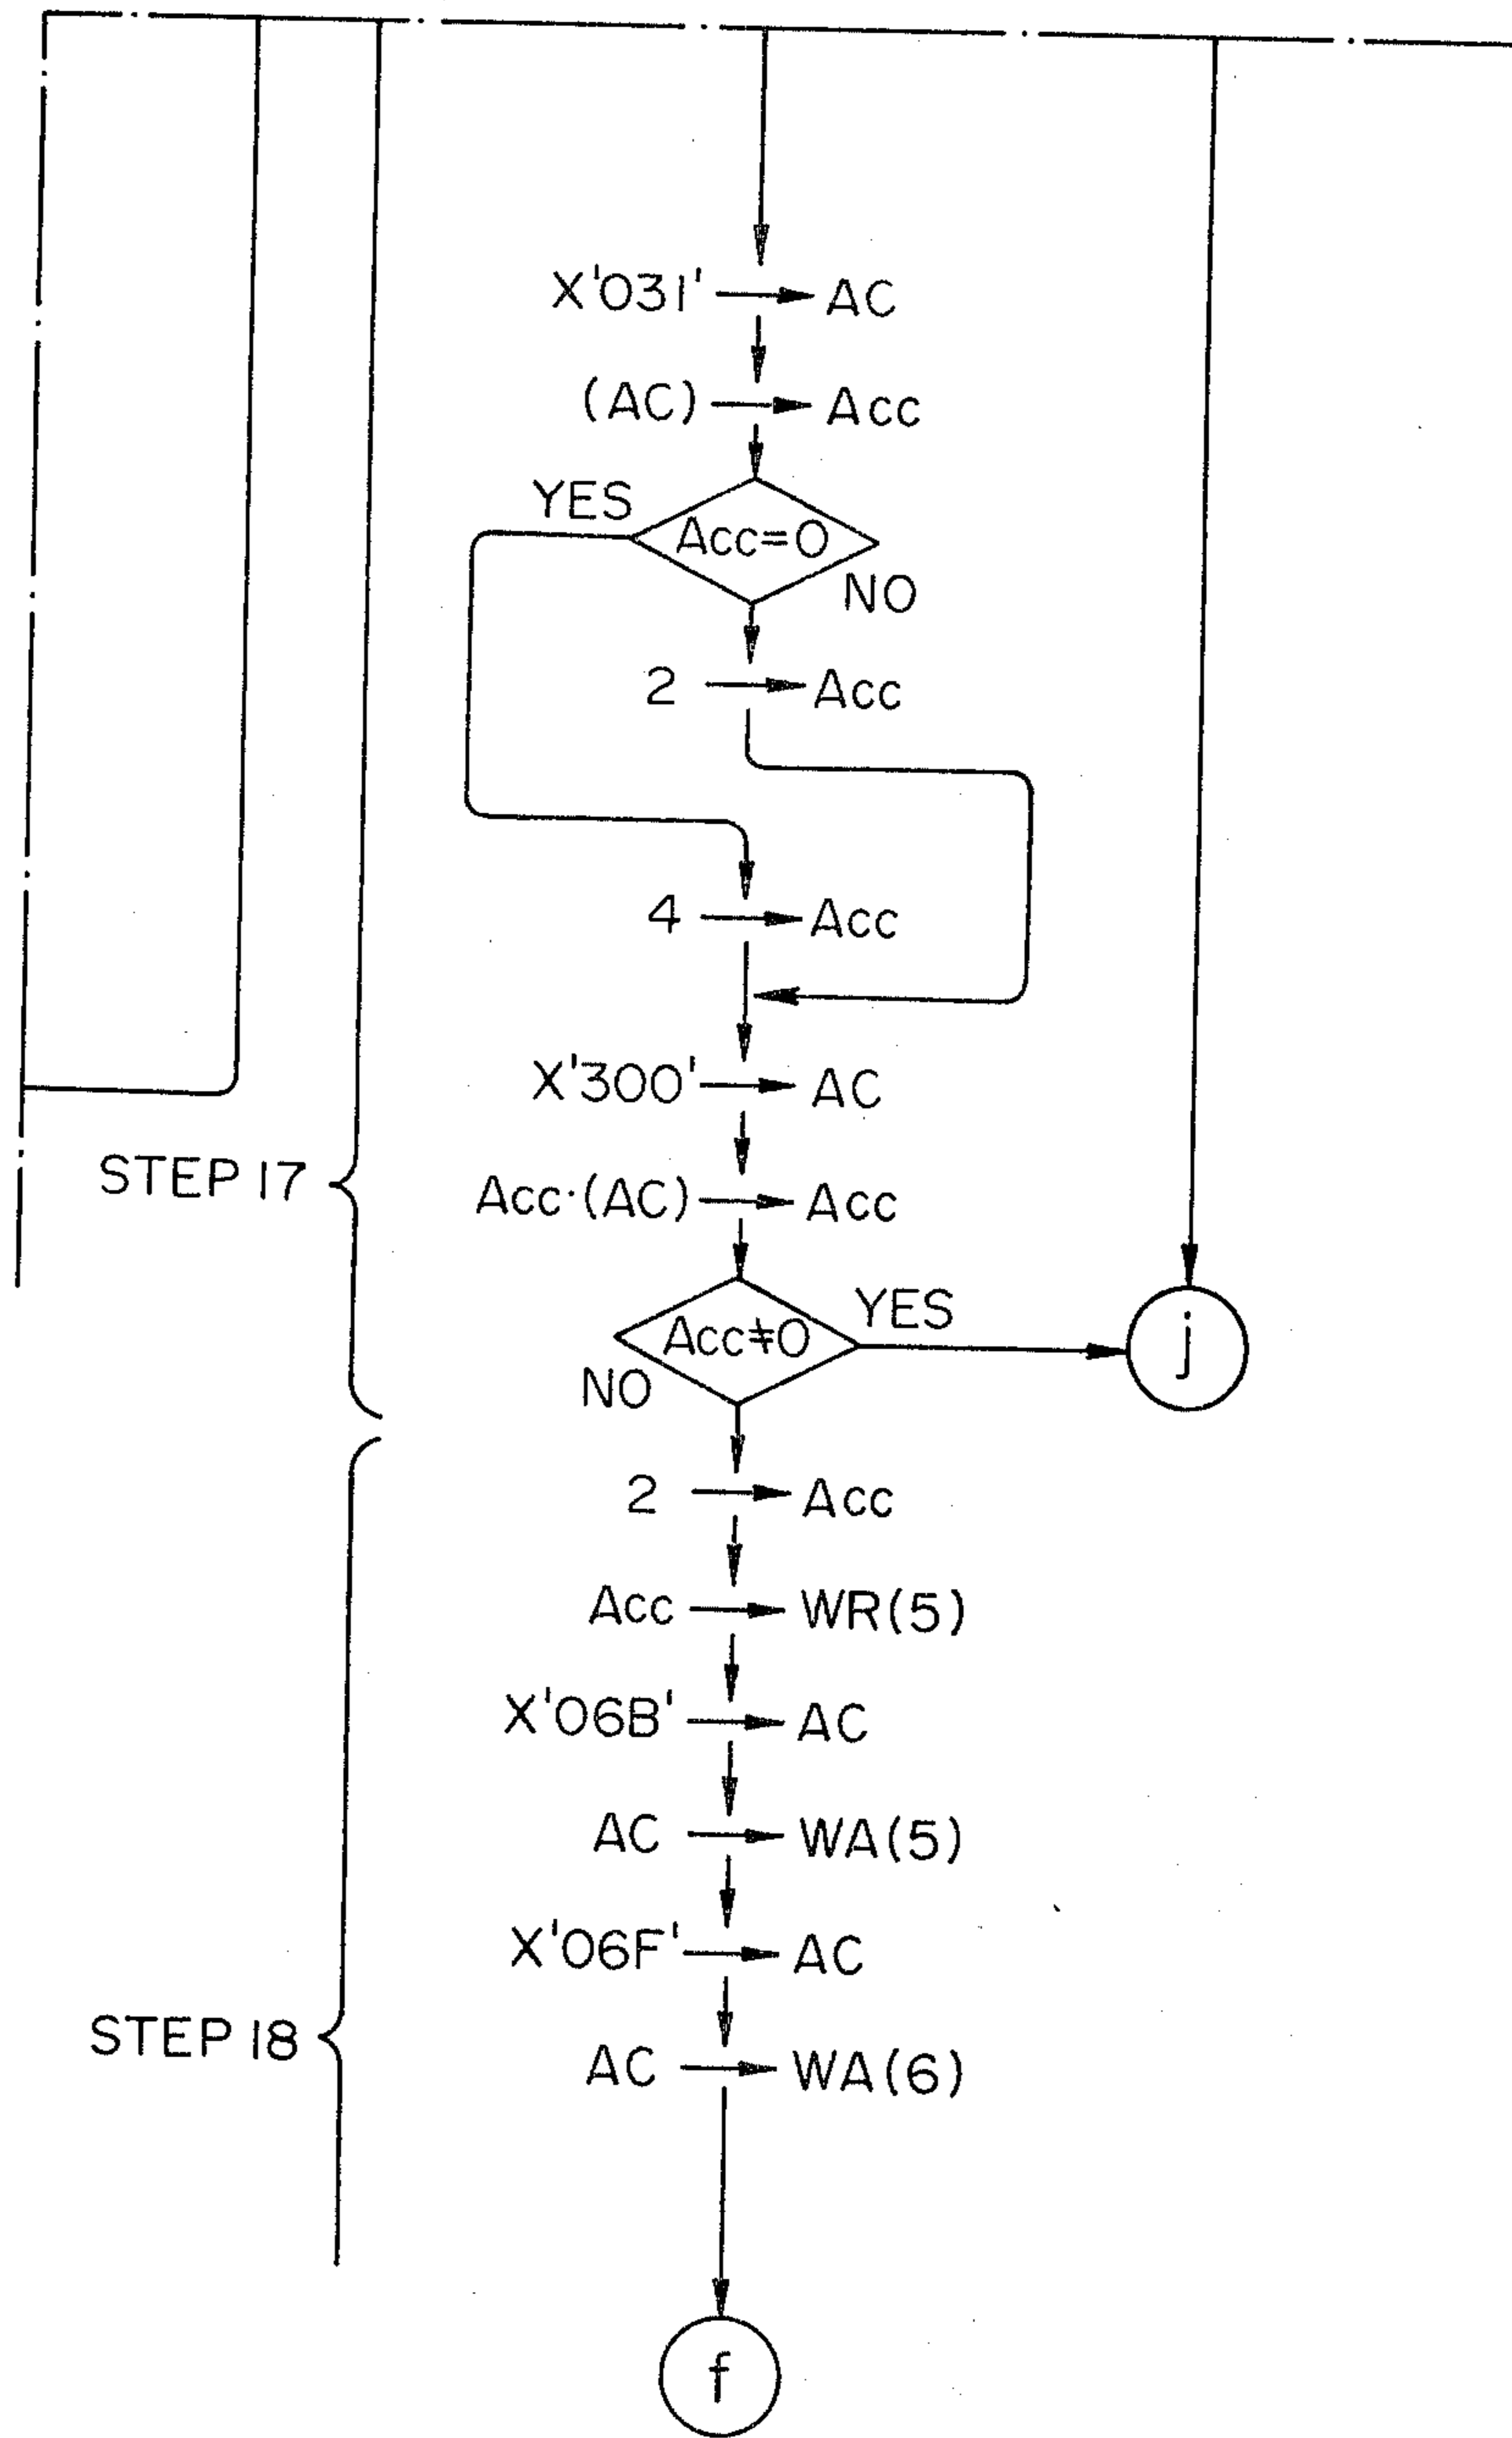 X'031' → AC
(AC) → Acc
YES
Acc=0
NO
2 → Acc
4 → Acc
X'300' → AC
STEP 17
Acc·(AC) → Acc
YES
Acc≠0
j
NO
2 → Acc
Acc → WR(5)
X'06B' → AC
AC → WA(5)
X'06F' → AC
STEP 18
AC → WA(6)
f